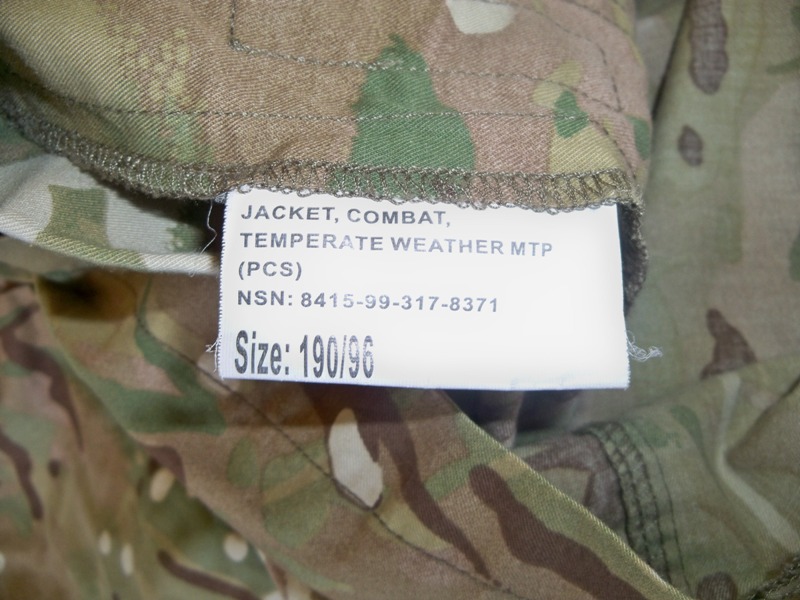 JACKET, COMBAT,
TEMPERATE WEATHER MTP
(PCS)
NSN: 8415-99-317-8371
Size: 190/96